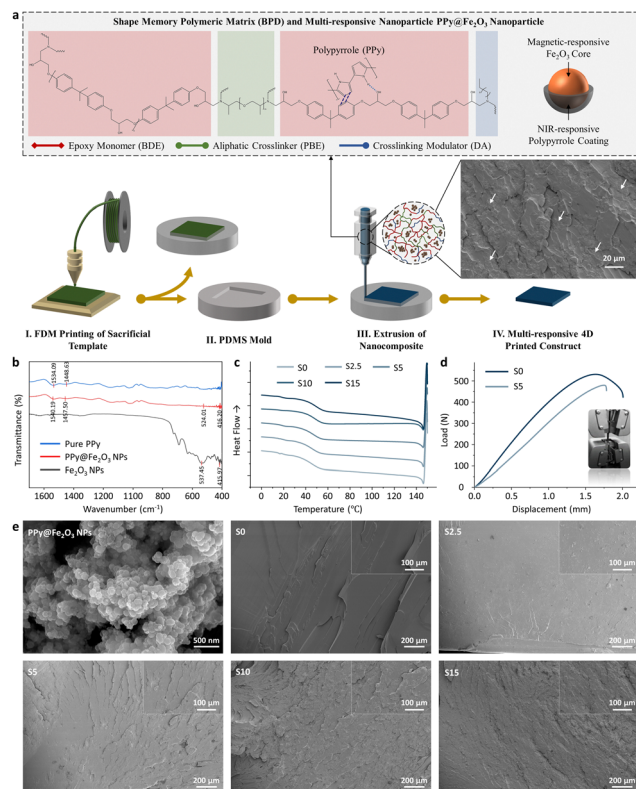 a
Shape Memory Polymeric Matrix (BPD) and Multi-responsive Nanoparticle PPy@Fe₂O₃ Nanoparticle
Polypyrrole (PPy)
Magnetic-responsive
Fe₂O₃ Core
NIR-responsive
Polypyrrole Coating
Epoxy Monomer (BDE)
Aliphatic Crosslinker (PBE)
Crosslinking Modulator (DA)
20 μm
I. FDM Printing of Sacrificial
Template
II. PDMS Mold
III. Extrusion of
Nanocomposite
IV. Multi-responsive 4D
Printed Construct
b
Transmittance (%)
1534.09
1448.63
1540.19
1457.50
524.01
416.20
537.45
415.97
Pure PPy
PPy@Fe₂O₃ NPs
Fe₂O₃ NPs
1600 1400 1200 1000 800 600 400
Wavenumber (cm⁻¹)
c
S0 S2.5 S5
S10 S15
Heat Flow →
0 20 40 60 80 100 120 140
Temperature (°C)
d
S0
S5
Load (N)
500
400
300
200
100
0
0.0 0.5 1.0 1.5 2.0
Displacement (mm)
e
PPy@Fe₂O₃ NPs
500 nm
S0
100 μm
200 μm
S2.5
100 μm
200 μm
S5
100 μm
200 μm
S10
100 μm
200 μm
S15
100 μm
200 μm